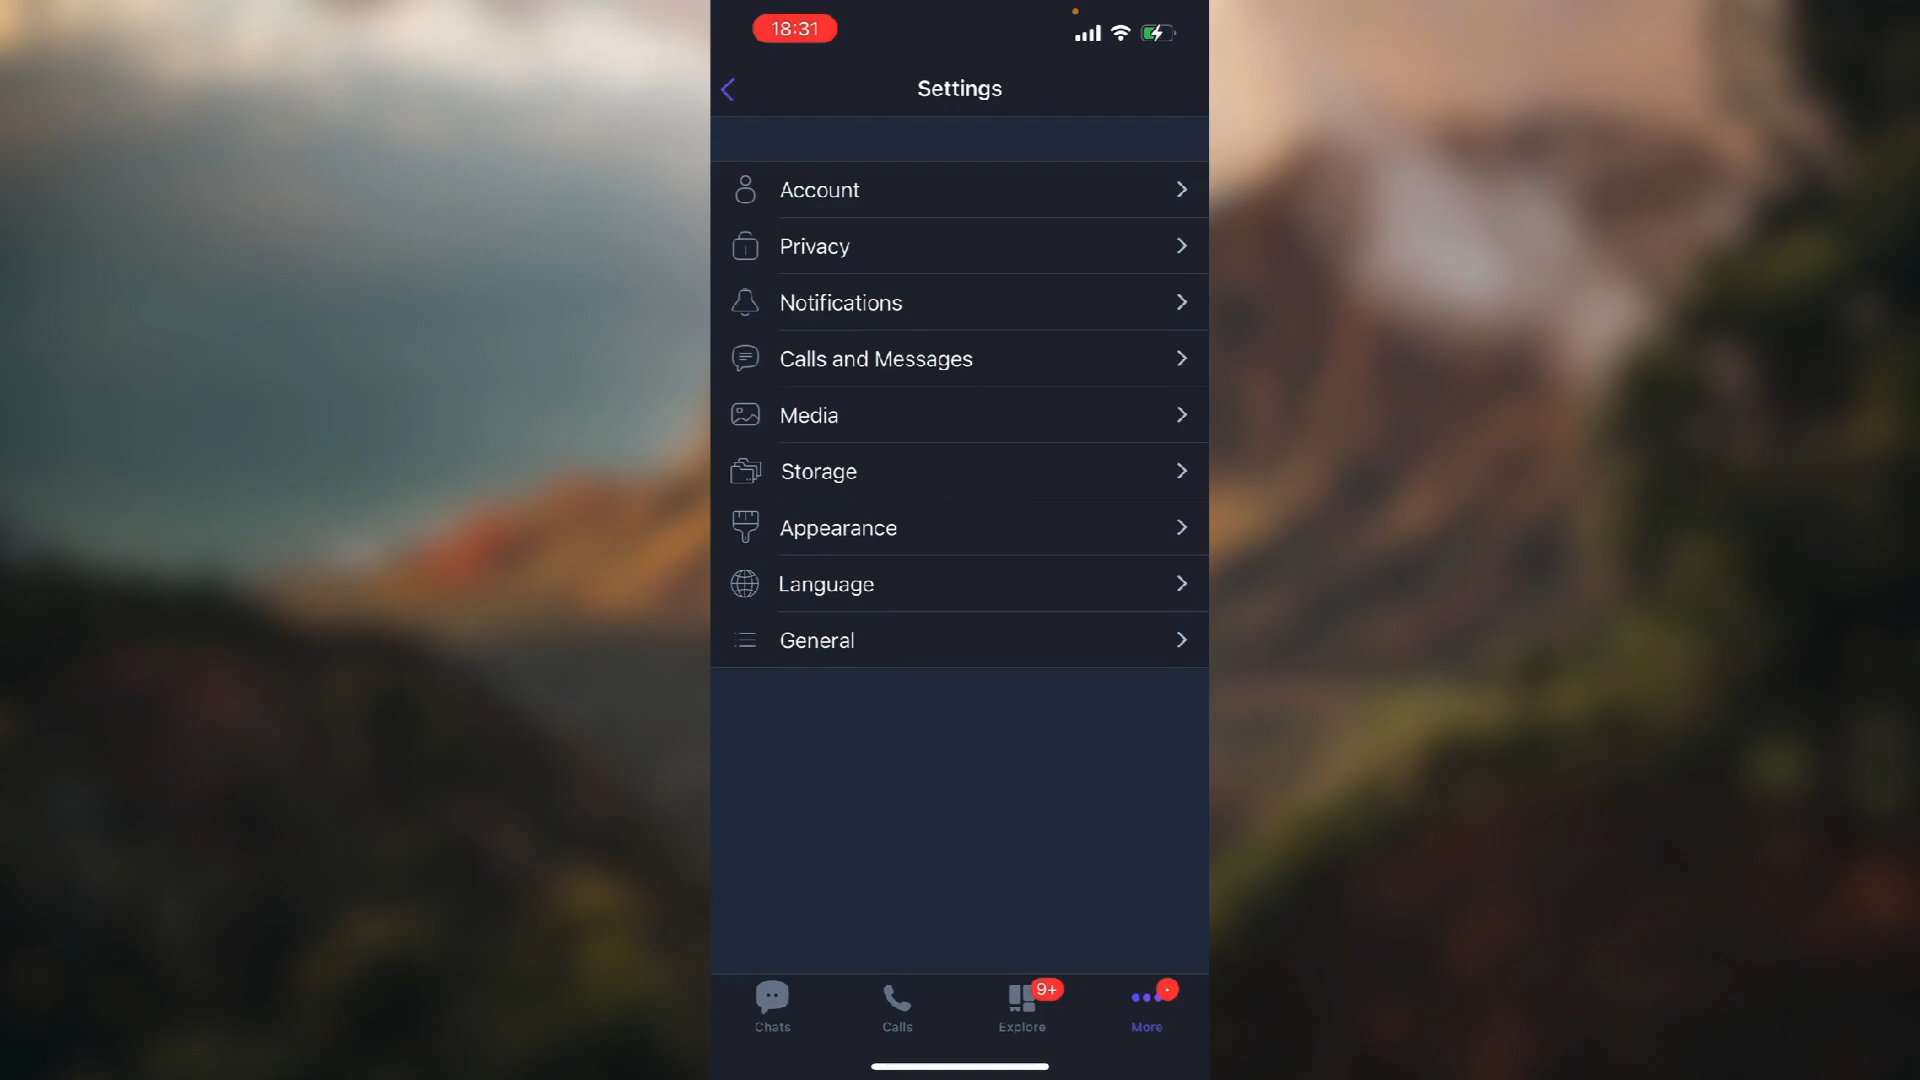 18:31
Settings
Account
Privacy
Notifications
Calls and Messages
Media
Storage
Appearance
Language
General
9+
Chats
Calls
Explore
More